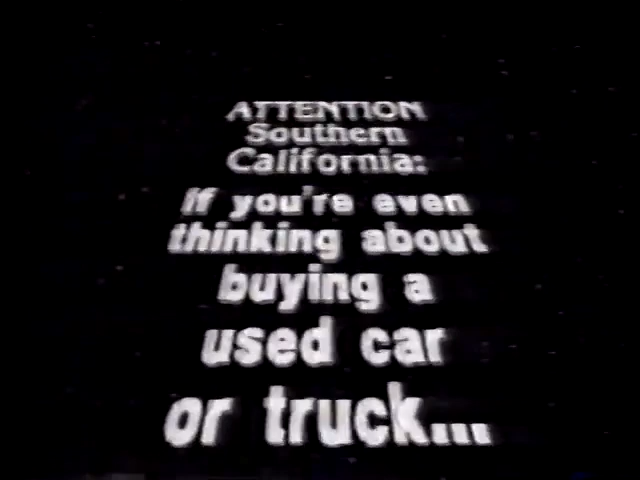 ATTENTION
Southern
California:
If you're even
thinking about
buying a
used car
or truck...